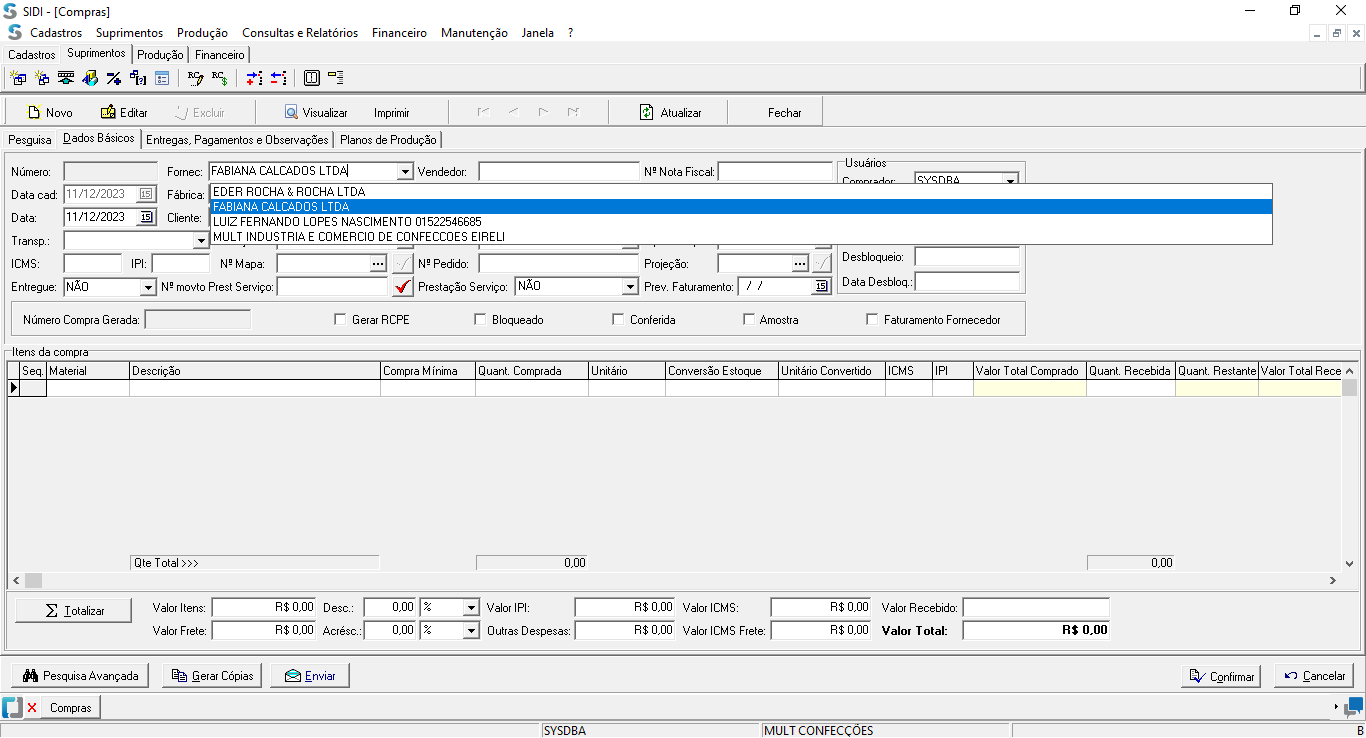 SIDI - [Compras]
Cadastros Suprimentos Produção Consultas e Relatórios Financeiro Manutenção Janela ?
Cadastros Suprimentos Produção Financeiro
Novo Editar Excluir Visualizar Imprimir Atualizar Fechar
Pesquisa Dados Básicos Entregas, Pagamentos e Observações Planos de Produção
Número: Fornec: FABIANA CALCADOS LTDA Vendedor: Nº Nota Fiscal: Usuários
Comprador: SYSDBA
Data cad: 11/12/2023 15 Fábrica: EDER ROCHA & ROCHA LTDA
FABIANA CALCADOS LTDA
Data: 11/12/2023 15 Cliente: LUIZ FERNANDO LOPES NASCIMENTO 01522546685
Transp.: MULT INDUSTRIA E COMERCIO DE CONFECCOES EIRELI
ICMS: IPI: Nº Mapa: ... Nº Pedido: Projeção: ... Desbloqueio:
Entregue: NÃO Nº movto Prest Serviço: Prestação Serviço: NÃO Prev. Faturamento: / / 15 Data Desbloq.:
Número Compra Gerada: Gerar RCPE Bloqueado Conferida Amostra Faturamento Fornecedor
Itens da compra
Seq. Material Descrição Compra Mínima Quant. Comprada Unitário Conversão Estoque Unitário Convertido ICMS IPI Valor Total Comprado Quant. Recebida Quant. Restante Valor Total Rece
Qte Total >>> 0,00 0,00
Totalizar Valor Itens: R$ 0,00 Desc.: 0,00 % Valor IPI: R$ 0,00 Valor ICMS: R$ 0,00 Valor Recebido:
Valor Frete: R$ 0,00 Acrésc.: 0,00 % Outras Despesas: R$ 0,00 Valor ICMS Frete: R$ 0,00 Valor Total: R$ 0,00
Pesquisa Avançada Gerar Cópias Enviar Confirmar Cancelar
Compras
SYSDBA MULT CONFECÇÕES B